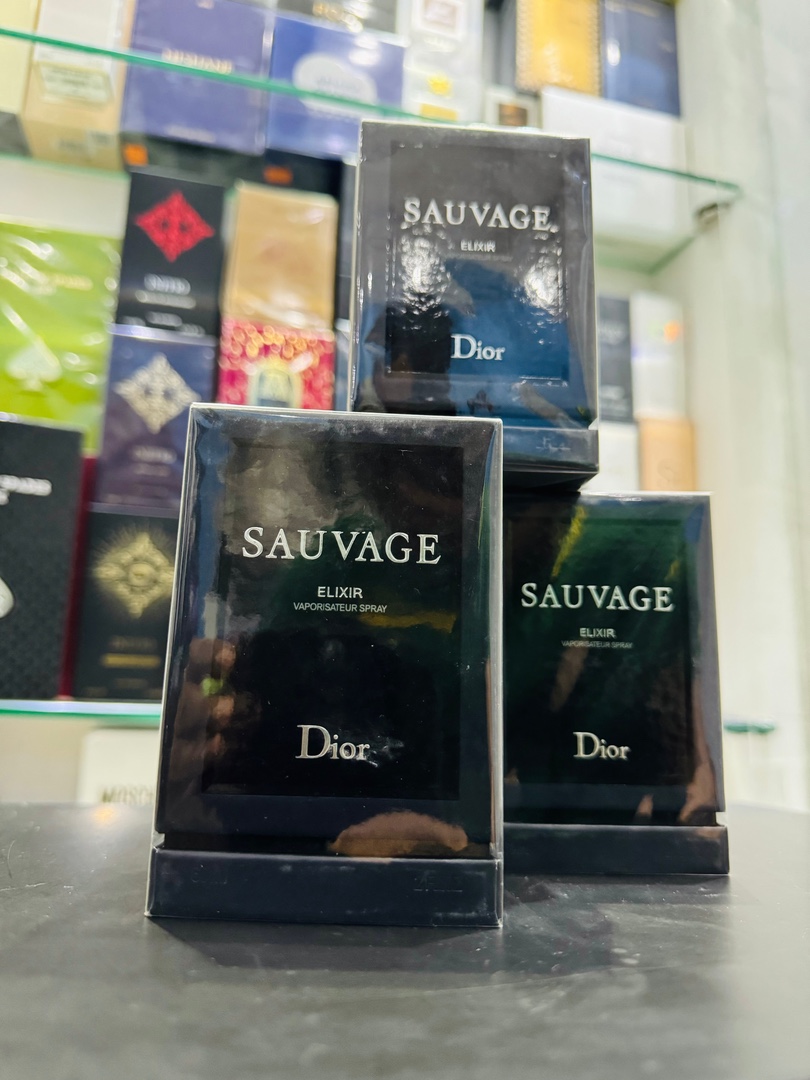 SAUVAGE
ELIXIR
Dior
SAUVAGE
ELIXIR
VAPORISATEUR SPRAY
Dior
SAUVAGE
ELIXIR
VAPORISATEUR SPRAY
Dior